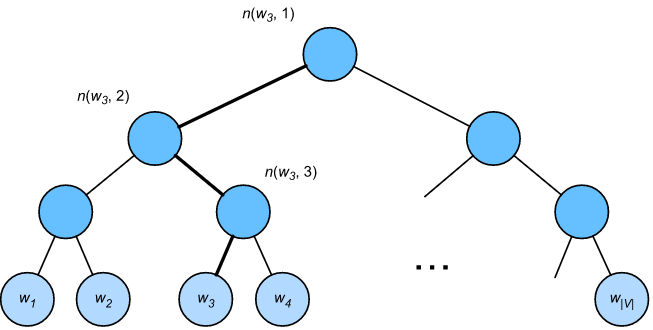 n(w₃, 1)
n(w₃, 2)
n(w₃, 3)
...
w₁ w₂ w₃ w₄ w|V|